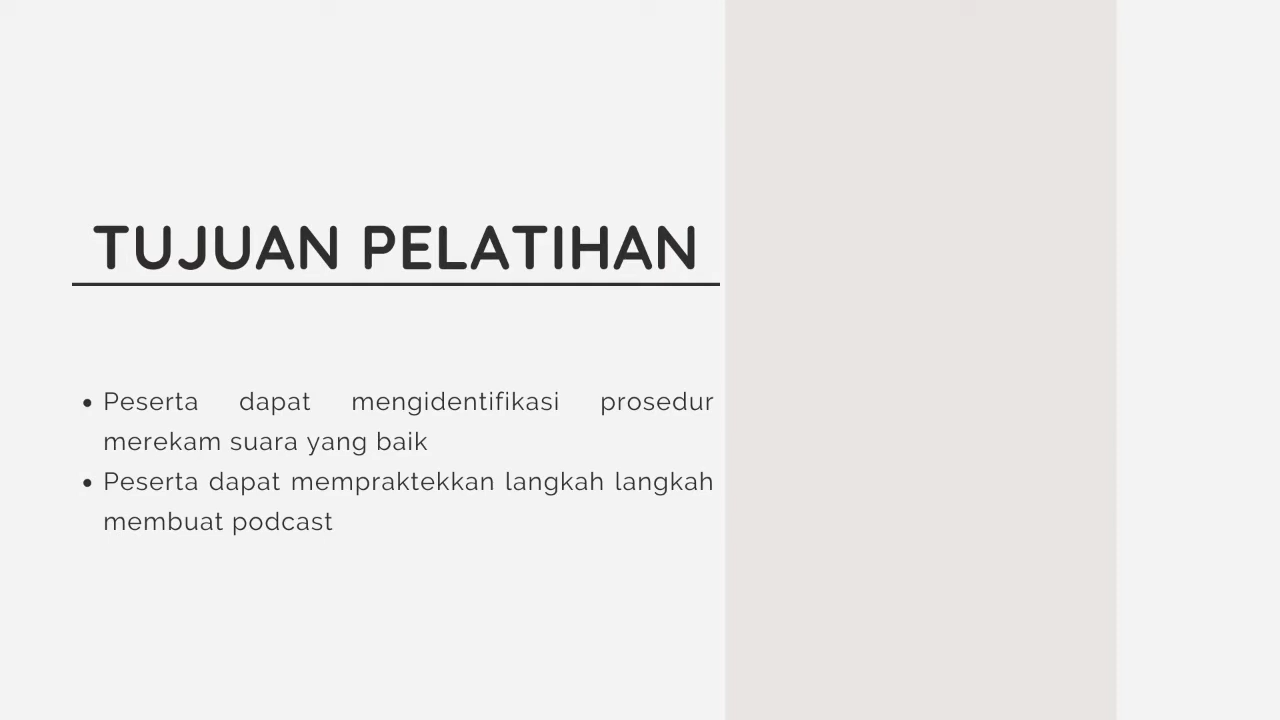 TUJUAN PELATIHAN
• Peserta dapat mengidentifikasi prosedur
merekam suara yang baik
• Peserta dapat mempraktekkan langkah langkah
membuat podcast